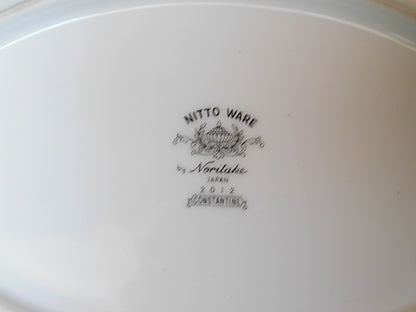 NITTO WARE
by Noritake
JAPAN
2012
CONSTANTINE